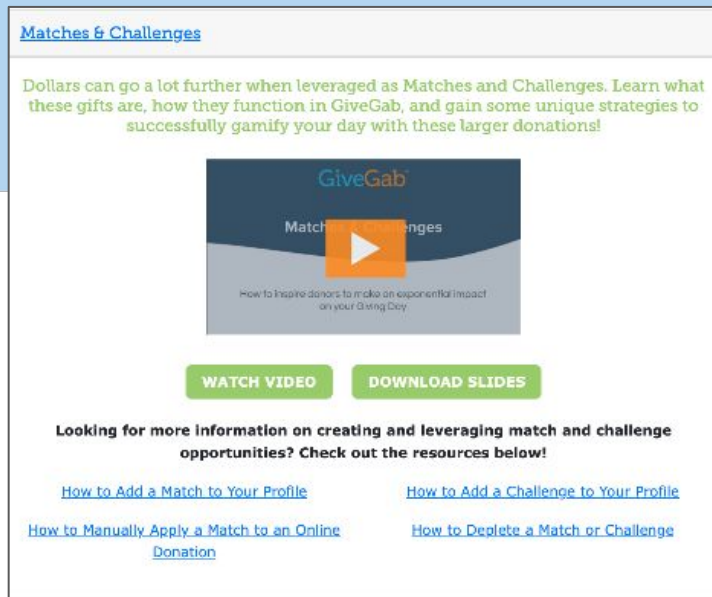 Matches & Challenges
Dollars can go a lot further when leveraged as Matches and Challenges. Learn what
these gifts are, how they function in GiveGab, and gain some unique strategies to
successfully gamify your day with these larger donations!
GiveGab
Matches & Challenges
How to inspire donors to make an exponential impact
on your Giving Day
WATCH VIDEO DOWNLOAD SLIDES
Looking for more information on creating and leveraging match and challenge
opportunities? Check out the resources below!
How to Add a Match to Your Profile How to Add a Challenge to Your Profile
How to Manually Apply a Match to an Online How to Deplete a Match or Challenge
Donation